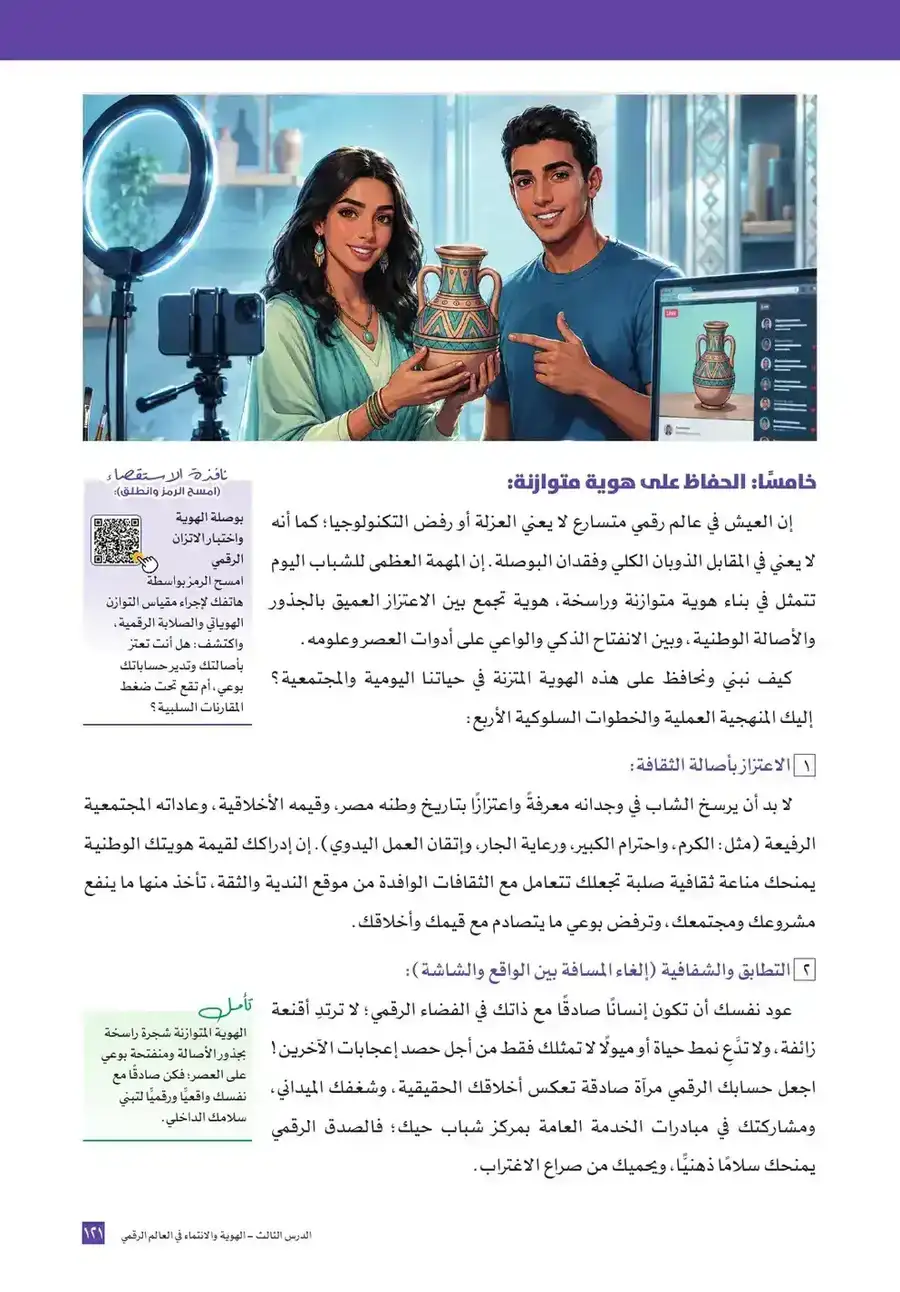 LIVE
خامسًا: الحفاظ على هوية متوازنة:
إن العيش في عالم رقمي متسارع لا يعني العزلة أو رفض التكنولوجيا؛ كما أنه
لا يعني في المقابل الذوبان الكلي وفقدان البوصلة. إن المهمة العظمى للشباب اليوم
تتمثل في بناء هوية متوازنة وراسخة، هوية تجمع بين الاعتزاز العميق بالجذور
والأصالة الوطنية، وبين الانفتاح الذكي والواعي على أدوات العصر وعلومه.
كيف نبني ونحافظ على هذه الهوية المتزنة في حياتنا اليومية والمجتمعية؟
إليك المنهجية العملية والخطوات السلوكية الأربع:
نافذة الاستقصاء
(امسح الرمز وانطلق):
بوصلة الهوية
واختبار الاتزان
الرقمي
امسح الرمز بواسطة
هاتفك لإجراء مقياس التوازن
الهوياتي والصلابة الرقمية،
واكتشف: هل أنت تعتز
بأصالتك وتدير حساباتك
بوعي، أم تقع تحت ضغط
المقارنات السلبية؟
١ الاعتزاز بأصالة الثقافة:
لا بد أن يرسخ الشاب في وجدانه معرفةً واعتزازًا بتاريخ وطنه مصر، وقيمه الأخلاقية، وعاداته المجتمعية
الرفيعة (مثل: الكرم، واحترام الكبير، ورعاية الجار، وإتقان العمل اليدوي). إن إدراكك لقيمة هويتك الوطنية
يمنحك مناعة ثقافية صلبة تجعلك تتعامل مع الثقافات الوافدة من موقع الندية والثقة، تأخذ منها ما ينفع
مشروعك ومجتمعك، وترفض بوعي ما يتصادم مع قيمك وأخلاقك.
٢ التطابق والشفافية (إلغاء المسافة بين الواقع والشاشة):
عود نفسك أن تكون إنسانًا صادقًا مع ذاتك في الفضاء الرقمي؛ لا ترتدِ أقنعة
زائفة، ولا تدَّعِ نمط حياة أو ميولًا لا تمثلك فقط من أجل حصد إعجابات الآخرين!
اجعل حسابك الرقمي مرآة صادقة تعكس أخلاقك الحقيقية، وشغفك الميداني،
ومشاركتك في مبادرات الخدمة العامة بمركز شباب حيك؛ فالصدق الرقمي
يمنحك سلامًا ذهنيًّا، ويحميك من صراع الاغتراب.
تأمل
الهوية المتوازنة شجرة راسخة
بجذور الأصالة ومنفتحة بوعي
على العصر؛ فكن صادقًا مع
نفسك واقعيًّا ورقميًّا لتبني
سلامك الداخلي.
الدرس الثالث – الهوية والانتماء في العالم الرقمي
١٢١